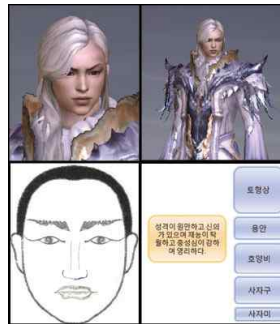 토형상
용안
성격이 원만하고 신의
가 있으며 재능이 탁
월하고 충성심이 강하
며 영리하다.
호양비
사자구
사자미